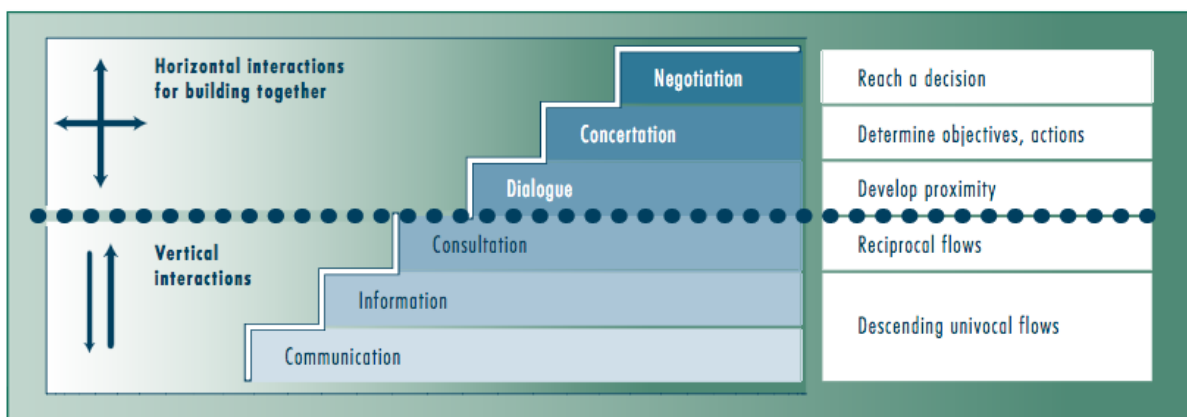 Horizontal interactions
for building together
Negotiation
Reach a decision
Concertation
Determine objectives, actions
Dialogue
Develop proximity
Vertical
interactions
Consultation
Reciprocal flows
Information
Communication
Descending univocal flows